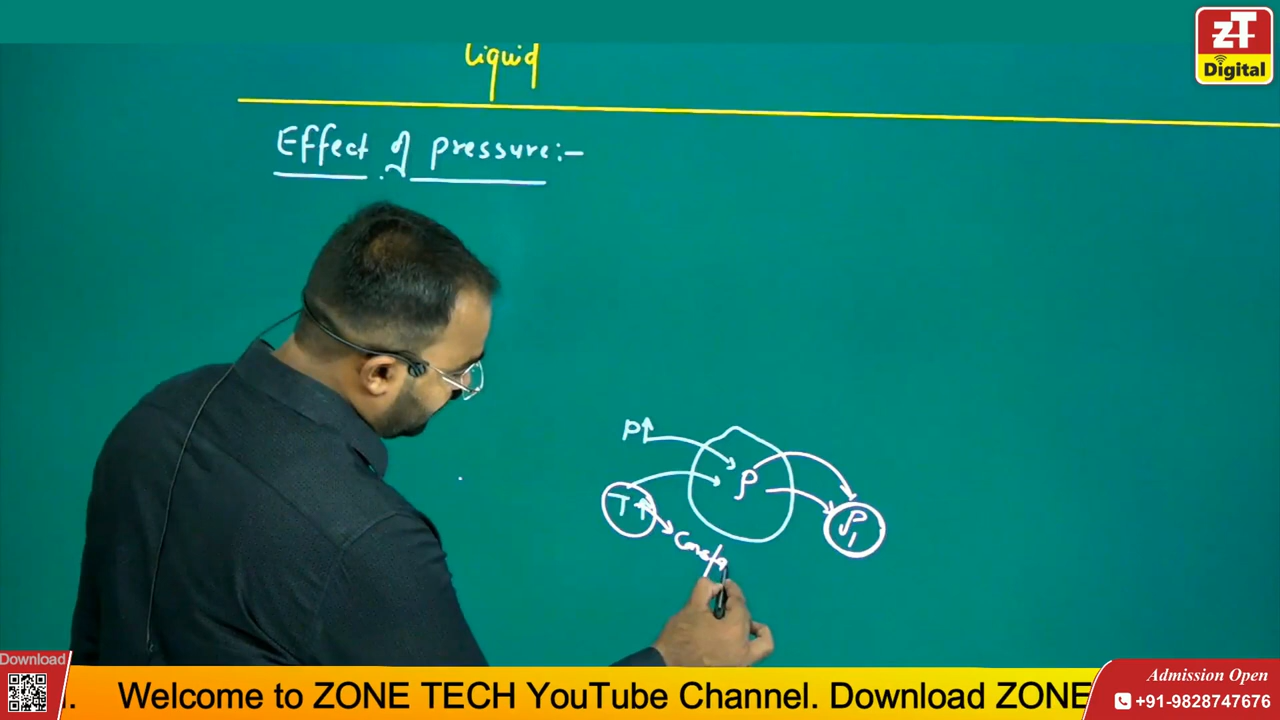 Liquid
ZT
Digital
Effect of pressure:-
P↑
ρ
T↑
ρ1
Download
Welcome to ZONE TECH YouTube Channel. Download ZONE
Admission Open
+91-9828747676